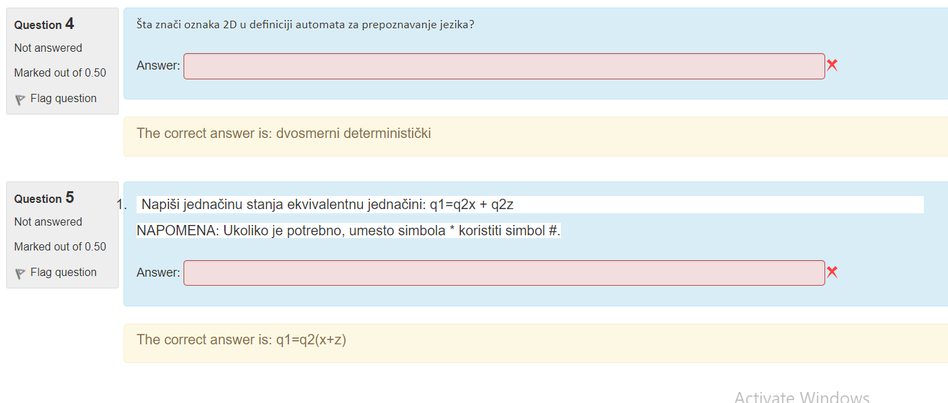 Question 4
Not answered
Marked out of 0.50
Flag question
Šta znači oznaka 2D u definiciji automata za prepoznavanje jezika?
Answer:
The correct answer is: dvosmerni deterministički
Question 5
Not answered
Marked out of 0.50
Flag question
1. Napiši jednačinu stanja ekvivalentnu jednačini: q1=q2x + q2z
NAPOMENA: Ukoliko je potrebno, umesto simbola * koristiti simbol #.
Answer:
The correct answer is: q1=q2(x+z)
Activate Windows